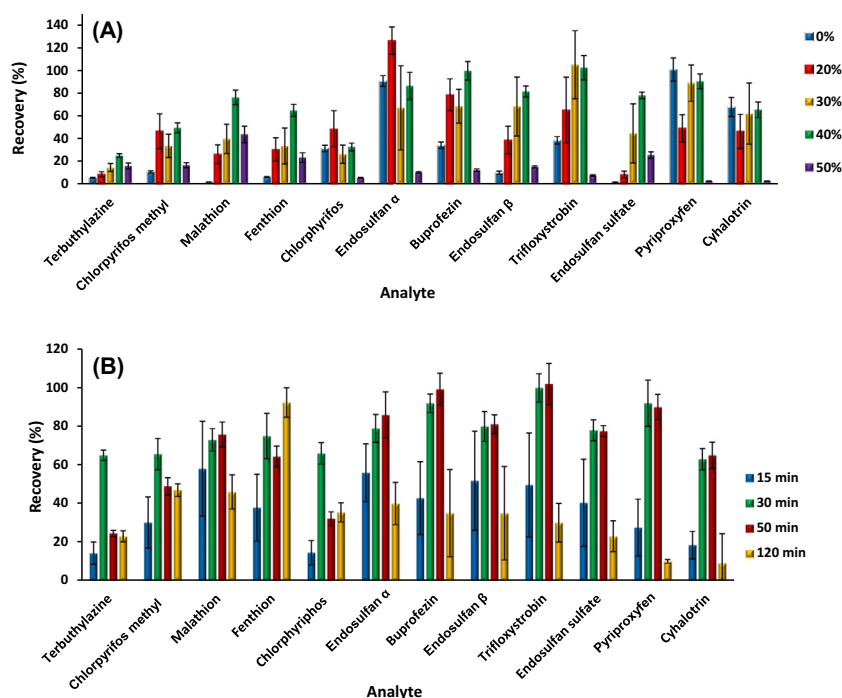 (A)
140
120
100
80
60
40
20
0
Recovery (%)
0%
20%
30%
40%
50%
Terbuthylazine
Chlorpyrifos methyl
Malathion
Fenthion
Chlorphyrifos
Endosulfan α
Buprofezin
Endosulfan β
Trifloxystrobin
Endosulfan sulfate
Pyriproxyfen
Cyhalotrin
Analyte
(B)
120
100
80
60
40
20
0
Recovery (%)
15 min
30 min
50 min
120 min
Terbuthylazine
Chlorpyrifos methyl
Malathion
Fenthion
Chlorphyriphos
Endosulfan α
Buprofezin
Endosulfan β
Trifloxystrobin
Endosulfan sulfate
Pyriproxyfen
Cyhalotrin
Analyte